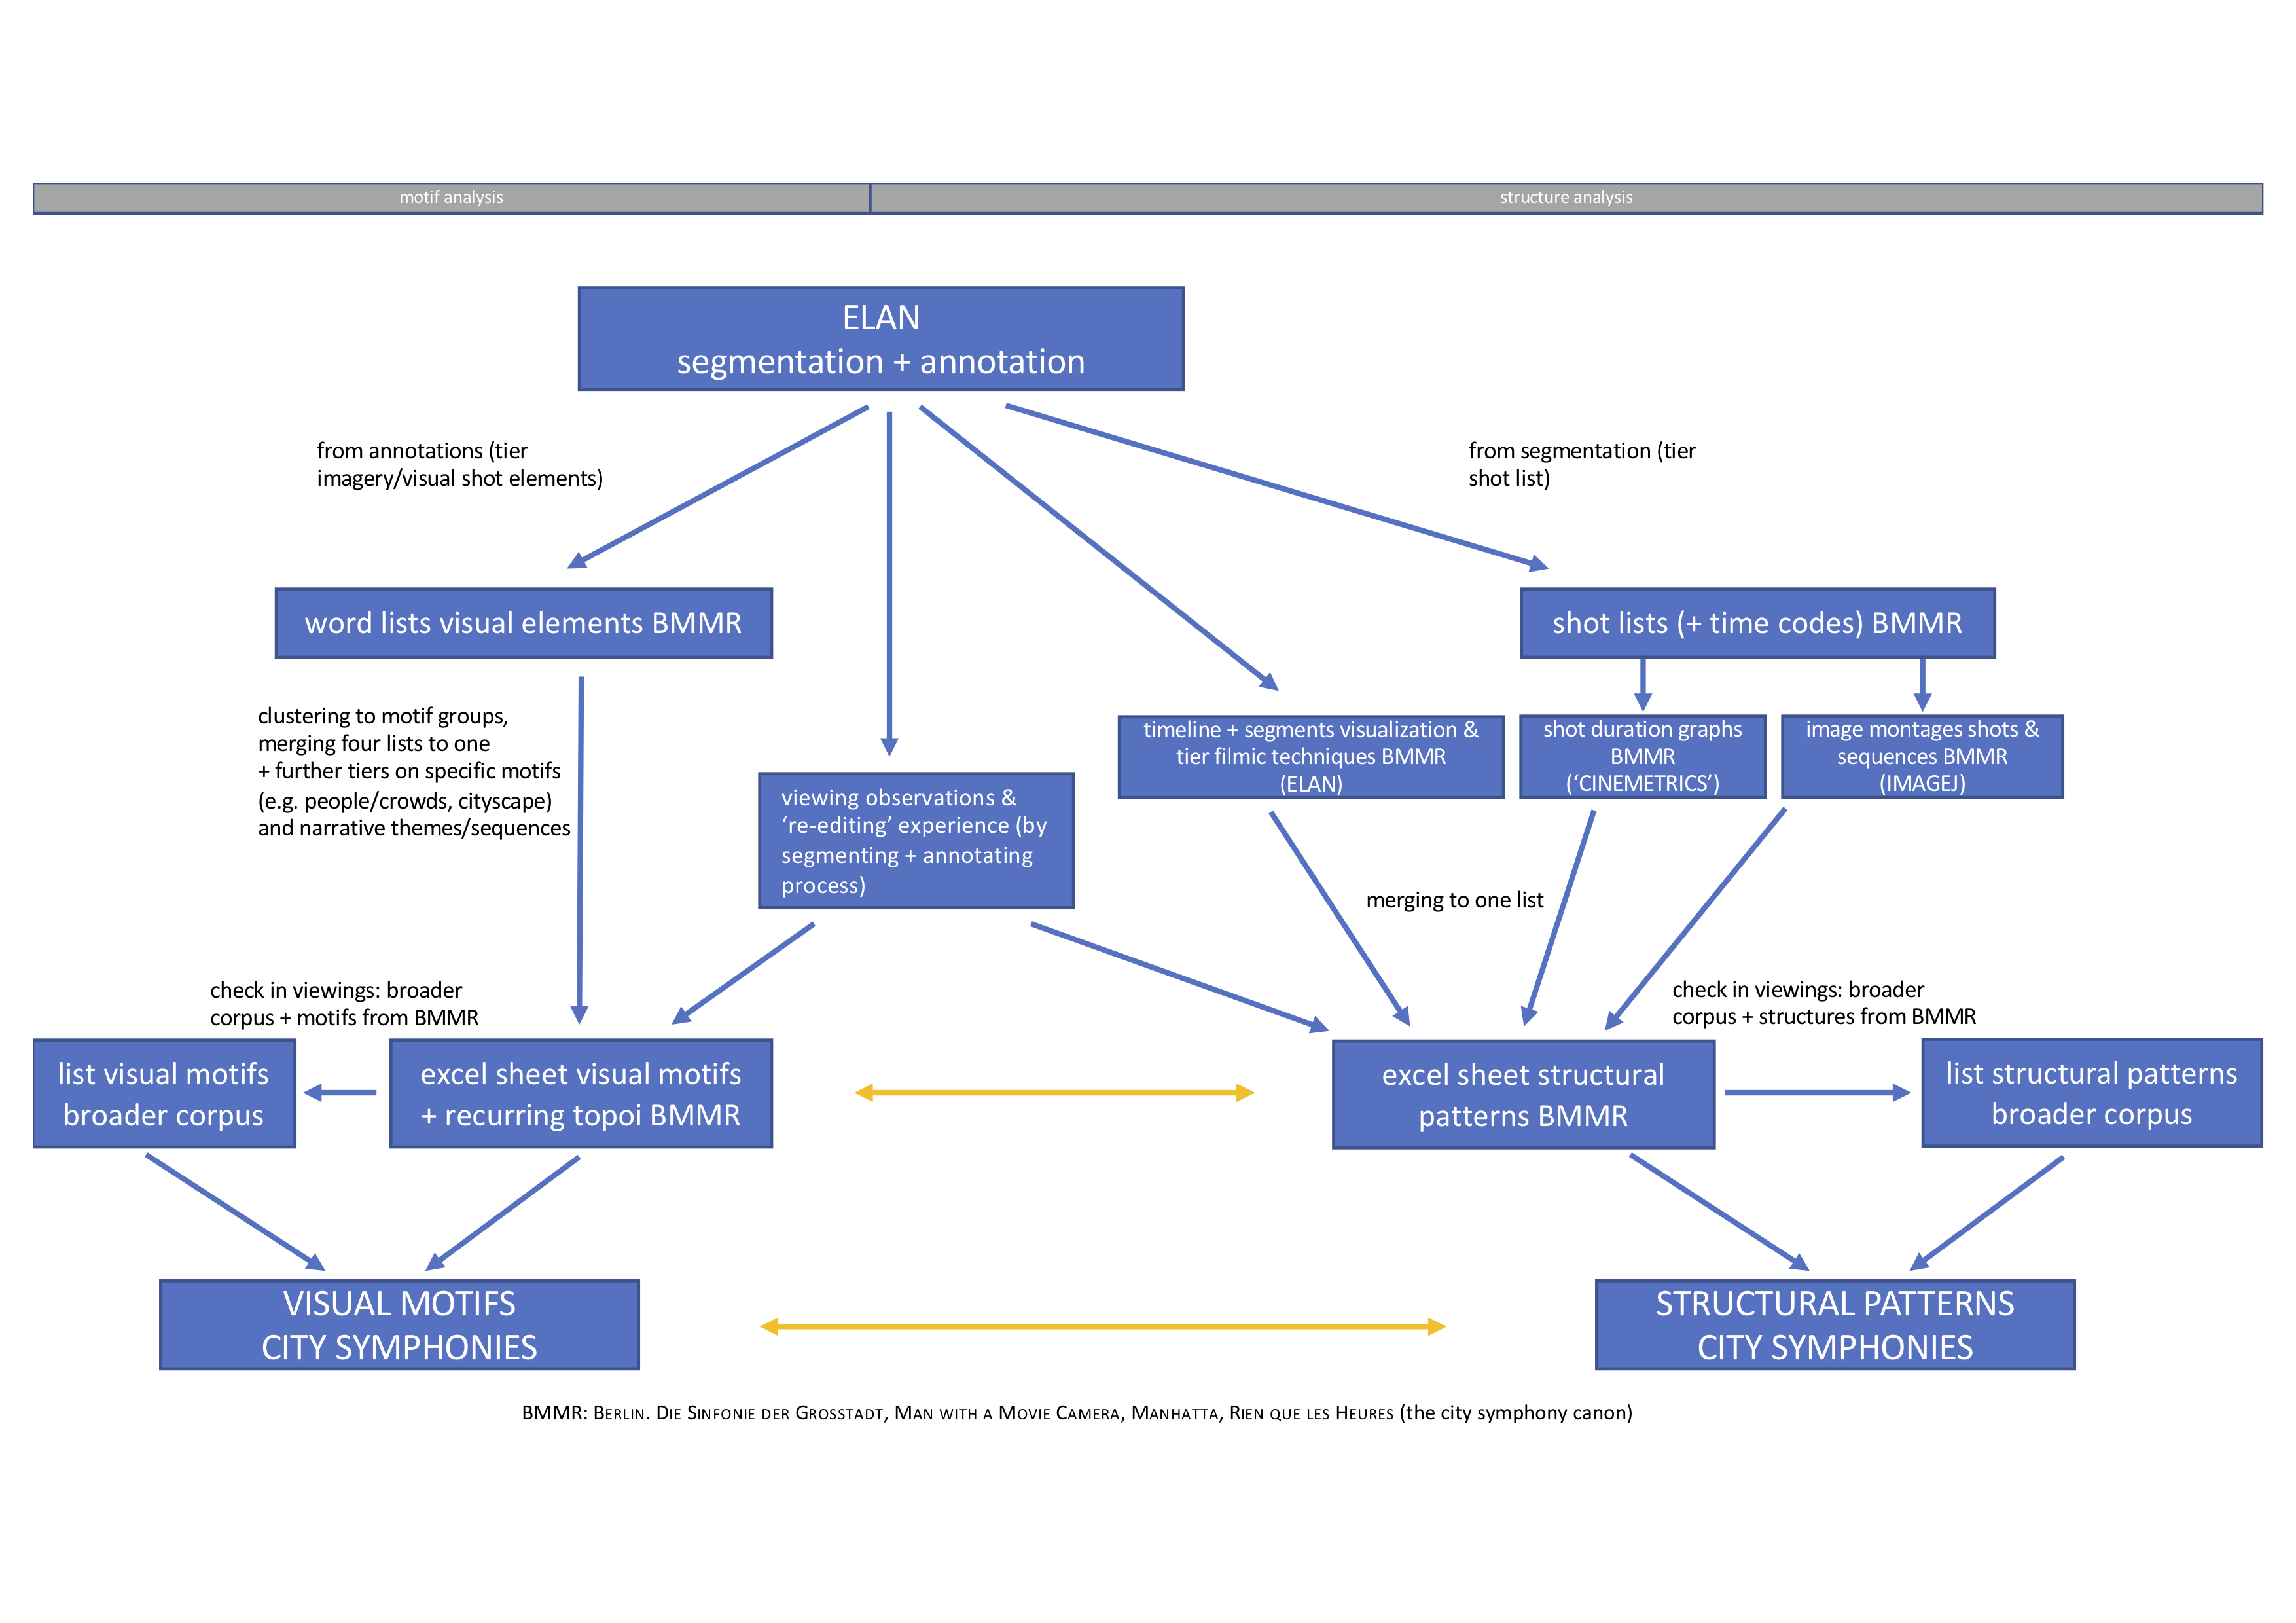 motif analysis
structure analysis
ELAN
segmentation + annotation
from annotations (tier
imagery/visual shot elements)
from segmentation (tier
shot list)
word lists visual elements BMMR
shot lists (+ time codes) BMMR
clustering to motif groups,
merging four lists to one
+ further tiers on specific motifs
(e.g. people/crowds, cityscape)
and narrative themes/sequences
viewing observations &
‘re-editing’ experience (by
segmenting + annotating
process)
timeline + segments visualization &
tier filmic techniques BMMR
(ELAN)
shot duration graphs
BMMR
(‘CINEMETRICS’)
image montages shots &
sequences BMMR
(IMAGEJ)
merging to one list
check in viewings: broader
corpus + motifs from BMMR
check in viewings: broader
corpus + structures from BMMR
list visual motifs
broader corpus
excel sheet visual motifs
+ recurring topoi BMMR
excel sheet structural
patterns BMMR
list structural patterns
broader corpus
VISUAL MOTIFS
CITY SYMPHONIES
STRUCTURAL PATTERNS
CITY SYMPHONIES
BMMR: Berlin. Die Sinfonie der Grosstadt, Man with a Movie Camera, Manhatta, Rien que les Heures (the city symphony canon)